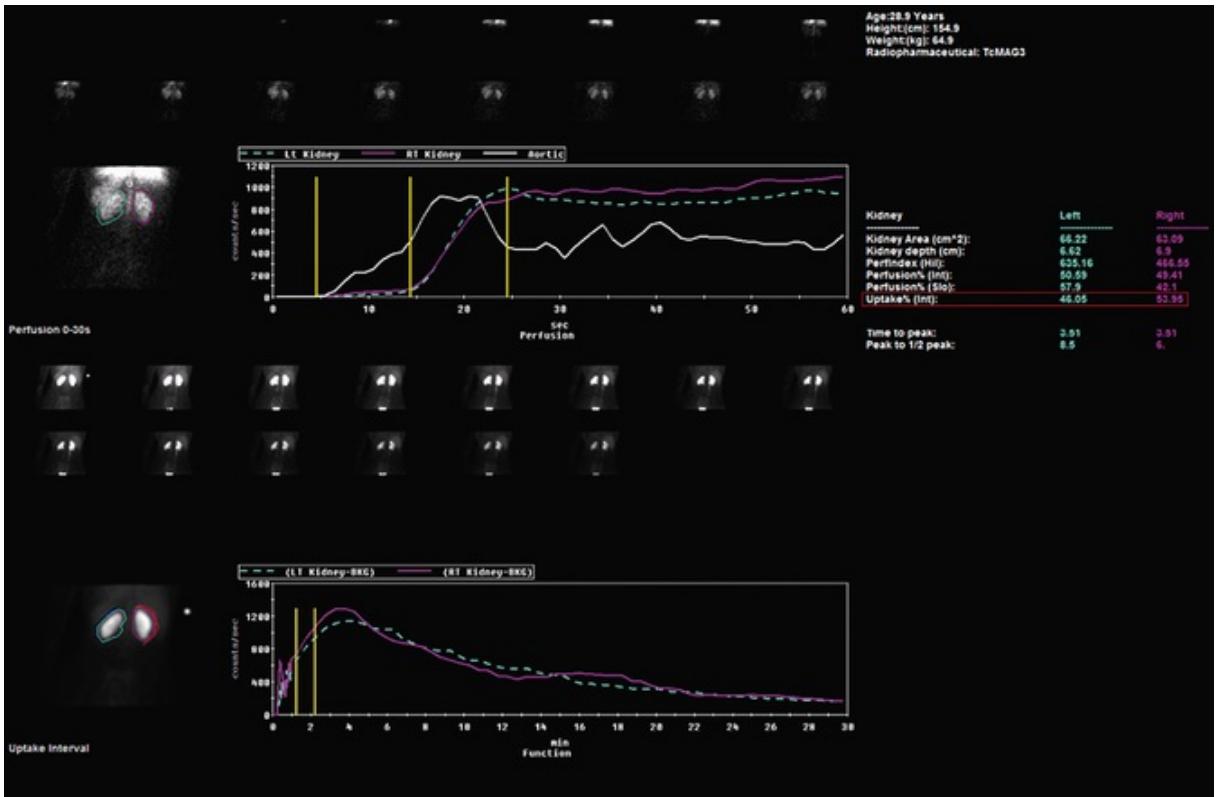 Age:28.9 Years
Height:(cm): 154.9
Weight:(kg): 64.9
Radiopharmaceutical: TcMAG3
Lt Kidney RT Kidney Aortic
1200
1000
800
600
400
200
0
counts/sec
0 10 20 30 40 50 60
sec
Perfusion
Perfusion 0-30s
Kidney Left Right
Kidney Area (cm^2): 66.22 63.09
Kidney depth (cm): 6.62 6.9
PerfIndex (Hil): 635.16 466.55
Perfusion% (Int): 50.59 49.41
Perfusion% (Slo): 57.9 42.1
Uptake% (Int): 46.05 53.95
Time to peak: 3.51 3.51
Peak to 1/2 peak: 8.5 6.
(LT Kidney-BKG) (RT Kidney-BKG)
1600
1200
800
400
0
counts/sec
0 2 4 6 8 10 12 14 16 18 20 22 24 26 28 30
min
Function
Uptake Interval